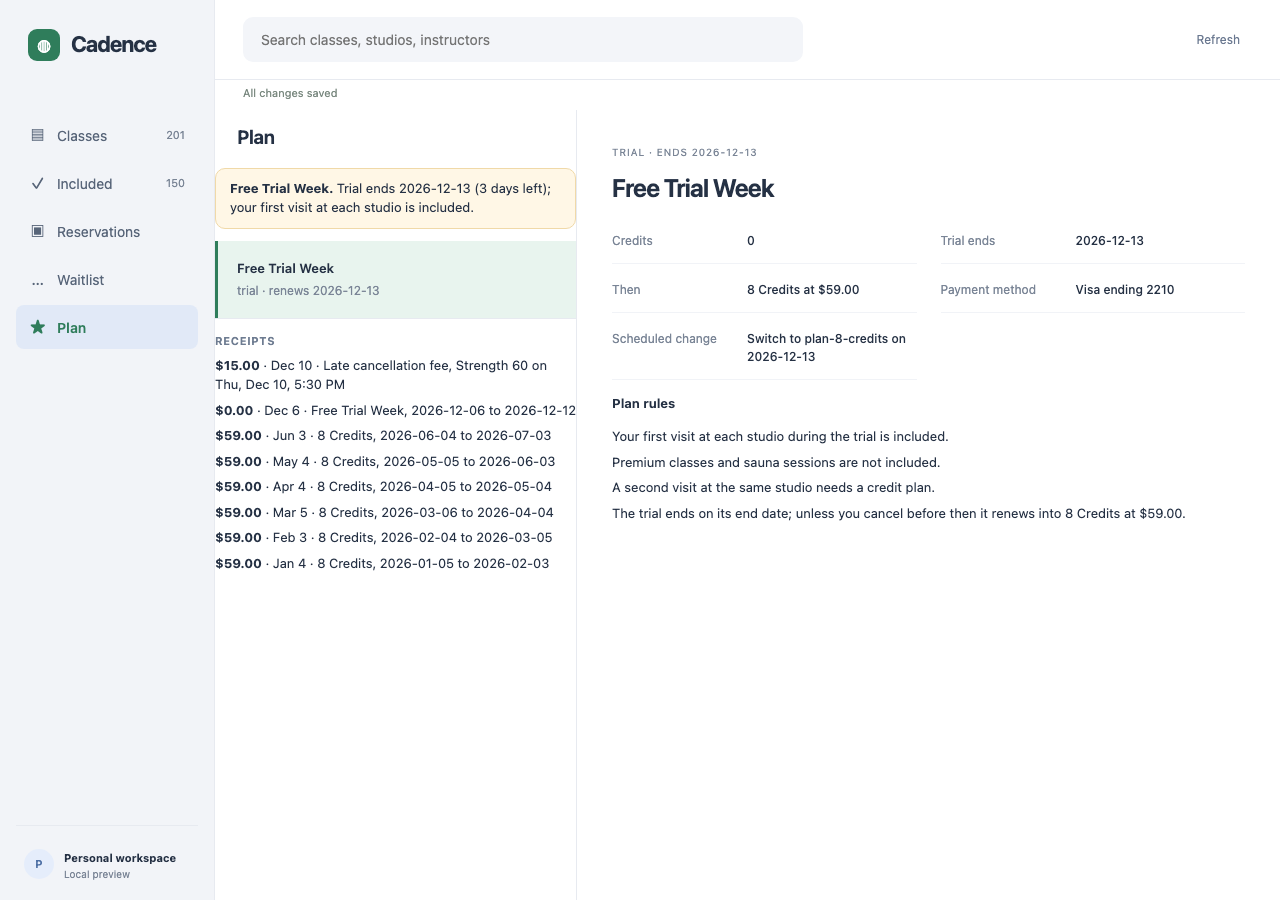 Cadence
Search classes, studios, instructors
Refresh
All changes saved
Classes 201
Included 150
Reservations
Waitlist
Plan
Personal workspace
P
Local preview
Plan
Free Trial Week. Trial ends 2026-12-13 (3 days left);
your first visit at each studio is included.
Free Trial Week
trial · renews 2026-12-13
RECEIPTS
$15.00 · Dec 10 · Late cancellation fee, Strength 60 on
Thu, Dec 10, 5:30 PM
$0.00 · Dec 6 · Free Trial Week, 2026-12-06 to 2026-12-12
$59.00 · Jun 3 · 8 Credits, 2026-06-04 to 2026-07-03
$59.00 · May 4 · 8 Credits, 2026-05-05 to 2026-06-03
$59.00 · Apr 4 · 8 Credits, 2026-04-05 to 2026-05-04
$59.00 · Mar 5 · 8 Credits, 2026-03-06 to 2026-04-04
$59.00 · Feb 3 · 8 Credits, 2026-02-04 to 2026-03-05
$59.00 · Jan 4 · 8 Credits, 2026-01-05 to 2026-02-03
TRIAL · ENDS 2026-12-13
Free Trial Week
Credits 0
Trial ends 2026-12-13
Then 8 Credits at $59.00
Payment method Visa ending 2210
Scheduled change Switch to plan-8-credits on
2026-12-13
Plan rules
Your first visit at each studio during the trial is included.
Premium classes and sauna sessions are not included.
A second visit at the same studio needs a credit plan.
The trial ends on its end date; unless you cancel before then it renews into 8 Credits at $59.00.